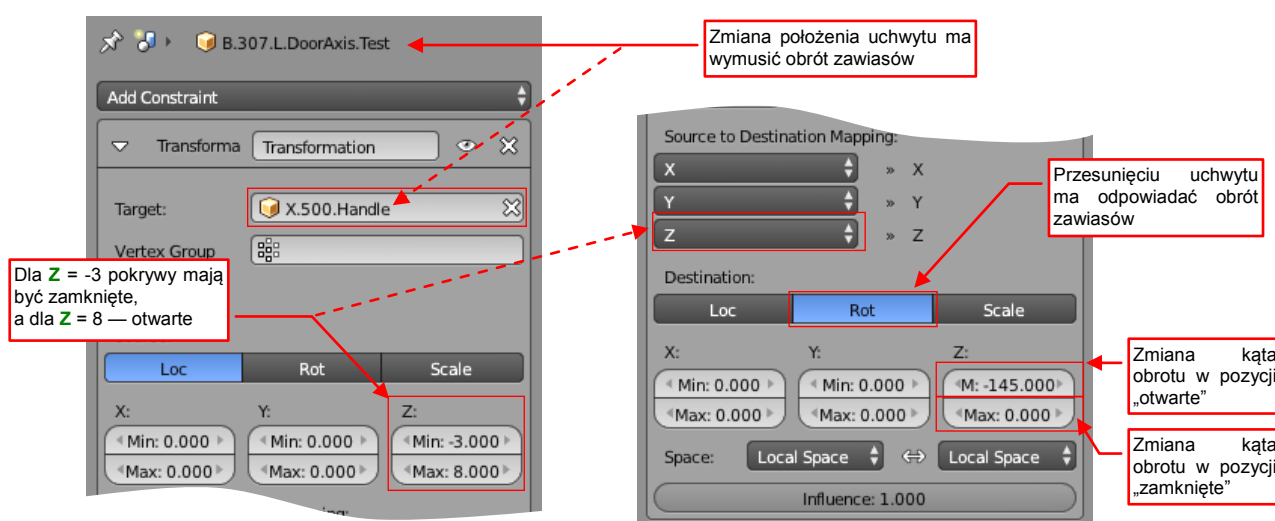 B.307.L.DoorAxis.Test
Zmiana położenia uchwytu ma
wymusić obrót zawiasów
Add Constraint
Transforma
Transformation
Target:
X.500.Handle
Vertex Group
Dla Z = -3 pokrywy mają
być zamknięte,
a dla Z = 8 — otwarte
Loc Rot Scale
X: Y: Z:
Min: 0.000 Min: 0.000 Min: -3.000
Max: 0.000 Max: 0.000 Max: 8.000
Source to Destination Mapping:
X » X
Y » Y
Z » Z
Przesunięciu uchwytu
ma odpowiadać obrót
zawiasów
Destination:
Loc Rot Scale
X: Y: Z:
Min: 0.000 Min: 0.000 M: -145.000
Max: 0.000 Max: 0.000 Max: 0.000
Zmiana kąta
obrotu w pozycji
„otwarte”
Space: Local Space Local Space
Zmiana kąta
obrotu w pozycji
„zamknięte”
Influence: 1.000